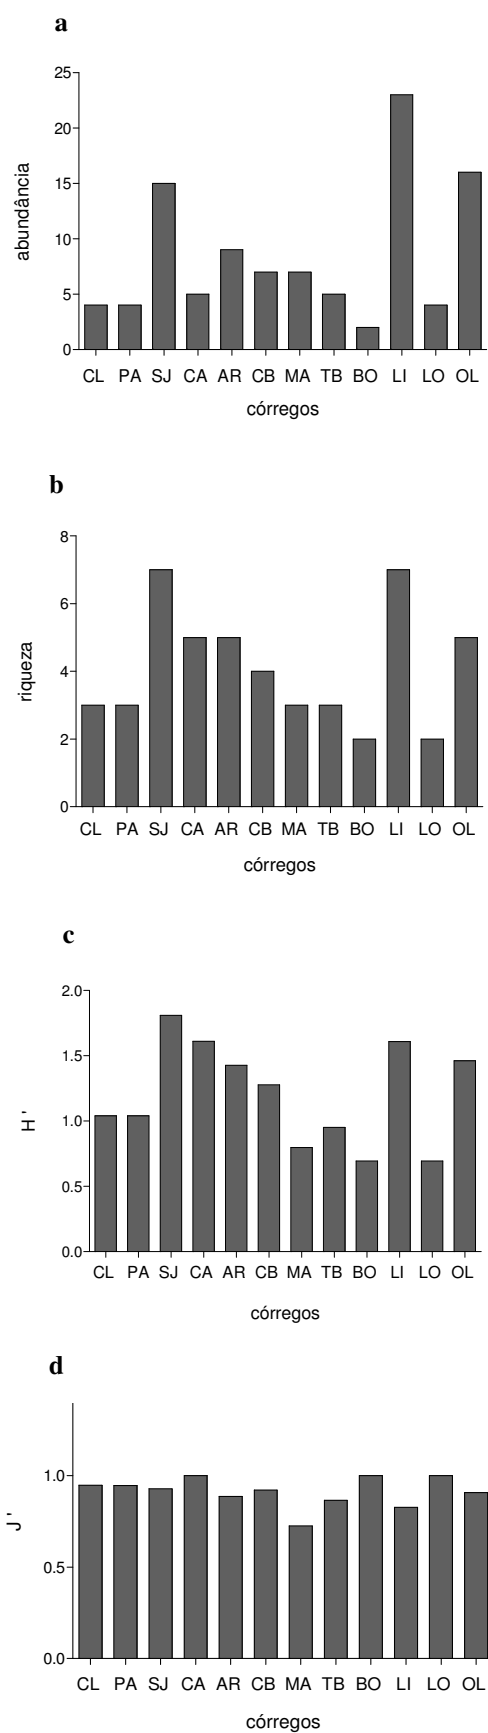 a
25
20
15
10
5
0
abundância
CL PA SJ CA AR CB MA TB BO LI LO OL
córregos
b
8
6
4
2
0
riqueza
CL PA SJ CA AR CB MA TB BO LI LO OL
córregos
c
2.0
1.5
1.0
0.5
0.0
H '
CL PA SJ CA AR CB MA TB BO LI LO OL
córregos
d
1.0
0.5
0.0
J '
CL PA SJ CA AR CB MA TB BO LI LO OL
córregos